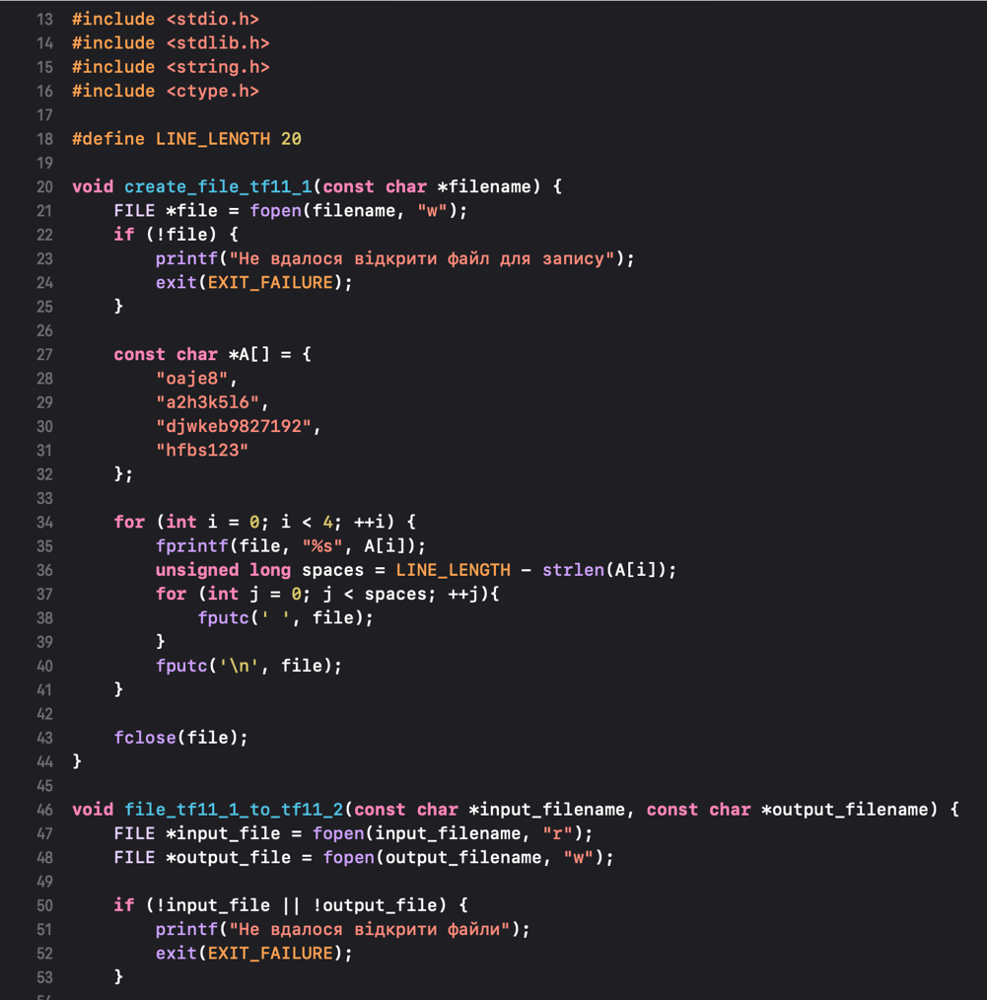 13 #include <stdio.h>
14 #include <stdlib.h>
15 #include <string.h>
16 #include <ctype.h>
17
18 #define LINE_LENGTH 20
19
20 void create_file_tf11_1(const char *filename) {
21     FILE *file = fopen(filename, "w");
22     if (!file) {
23         printf("Не вдалося відкрити файл для запису");
24         exit(EXIT_FAILURE);
25     }
26
27     const char *A[] = {
28         "oaje8",
29         "a2h3k5l6",
30         "djwkeb9827192",
31         "hfbs123"
32     };
33
34     for (int i = 0; i < 4; ++i) {
35         fprintf(file, "%s", A[i]);
36         unsigned long spaces = LINE_LENGTH - strlen(A[i]);
37         for (int j = 0; j < spaces; ++j){
38             fputc(' ', file);
39         }
40         fputc('\n', file);
41     }
42
43     fclose(file);
44 }
45
46 void file_tf11_1_to_tf11_2(const char *input_filename, const char *output_filename) {
47     FILE *input_file = fopen(input_filename, "r");
48     FILE *output_file = fopen(output_filename, "w");
49
50     if (!input_file || !output_file) {
51         printf("Не вдалося відкрити файли");
52         exit(EXIT_FAILURE);
53     }
54